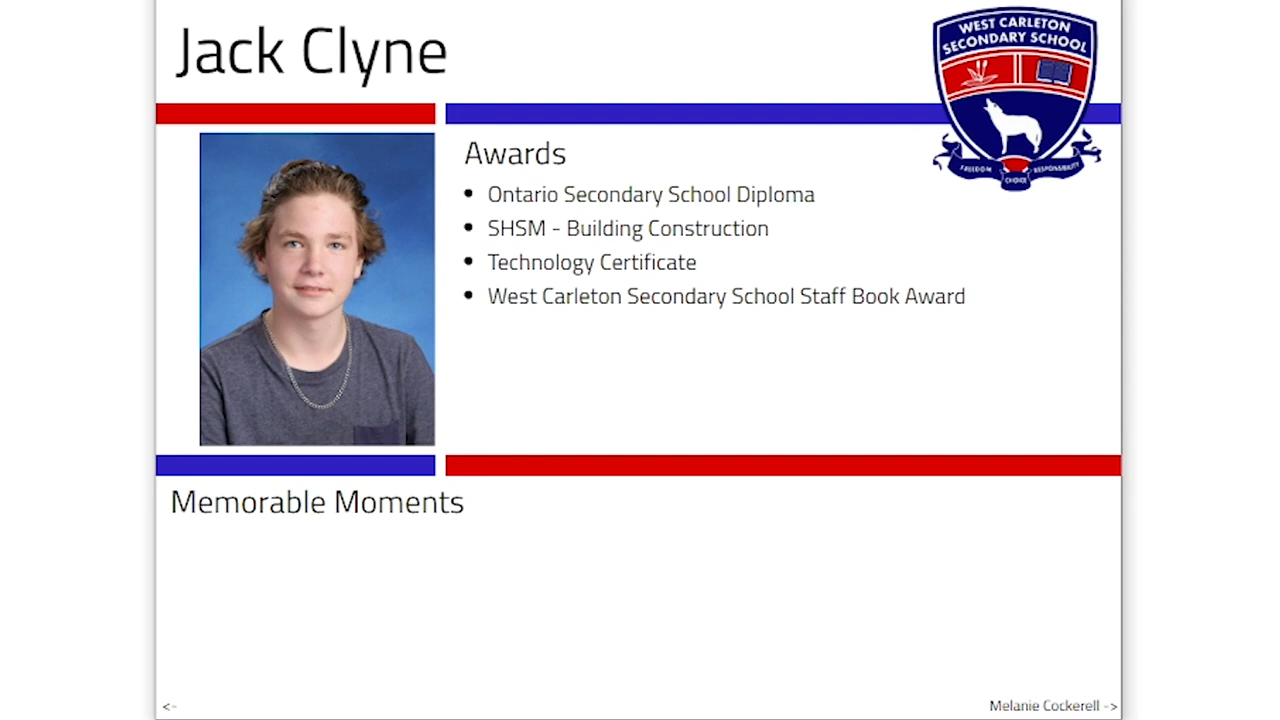 Jack Clyne
WEST CARLETON
SECONDARY SCHOOL
FREEDOM
CHOICE
RESPONSIBILITY
Awards
• Ontario Secondary School Diploma
• SHSM - Building Construction
• Technology Certificate
• West Carleton Secondary School Staff Book Award
Memorable Moments
<-
Melanie Cockerell ->